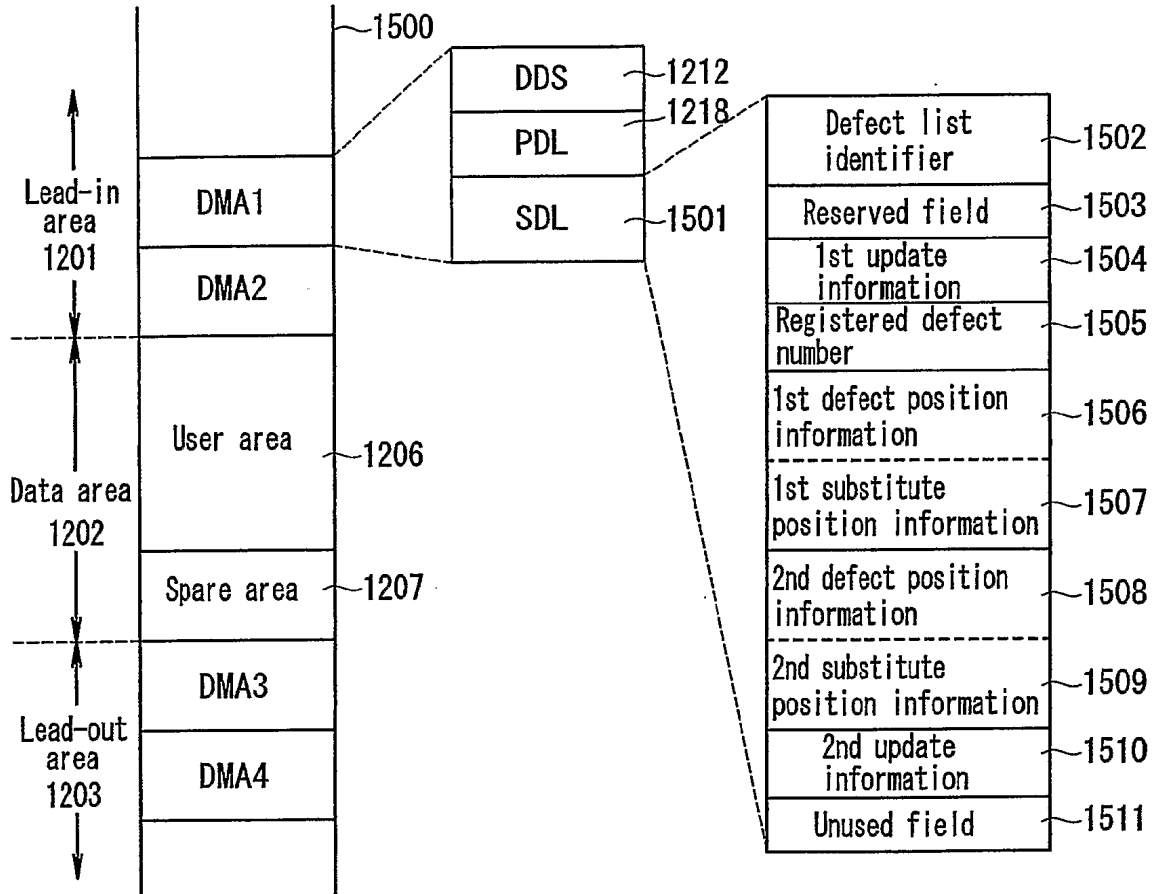 1500
Lead-in
area
1201
DMA1
DMA2
Data area
1202
User area
1206
Spare area
1207
Lead-out
area
1203
DMA3
DMA4
DDS
1212
PDL
1218
SDL
1501
Defect list
identifier
1502
Reserved field
1503
1st update
information
1504
Registered defect
number
1505
1st defect position
information
1506
1st substitute
position information
1507
2nd defect position
information
1508
2nd substitute
position information
1509
2nd update
information
1510
Unused field
1511